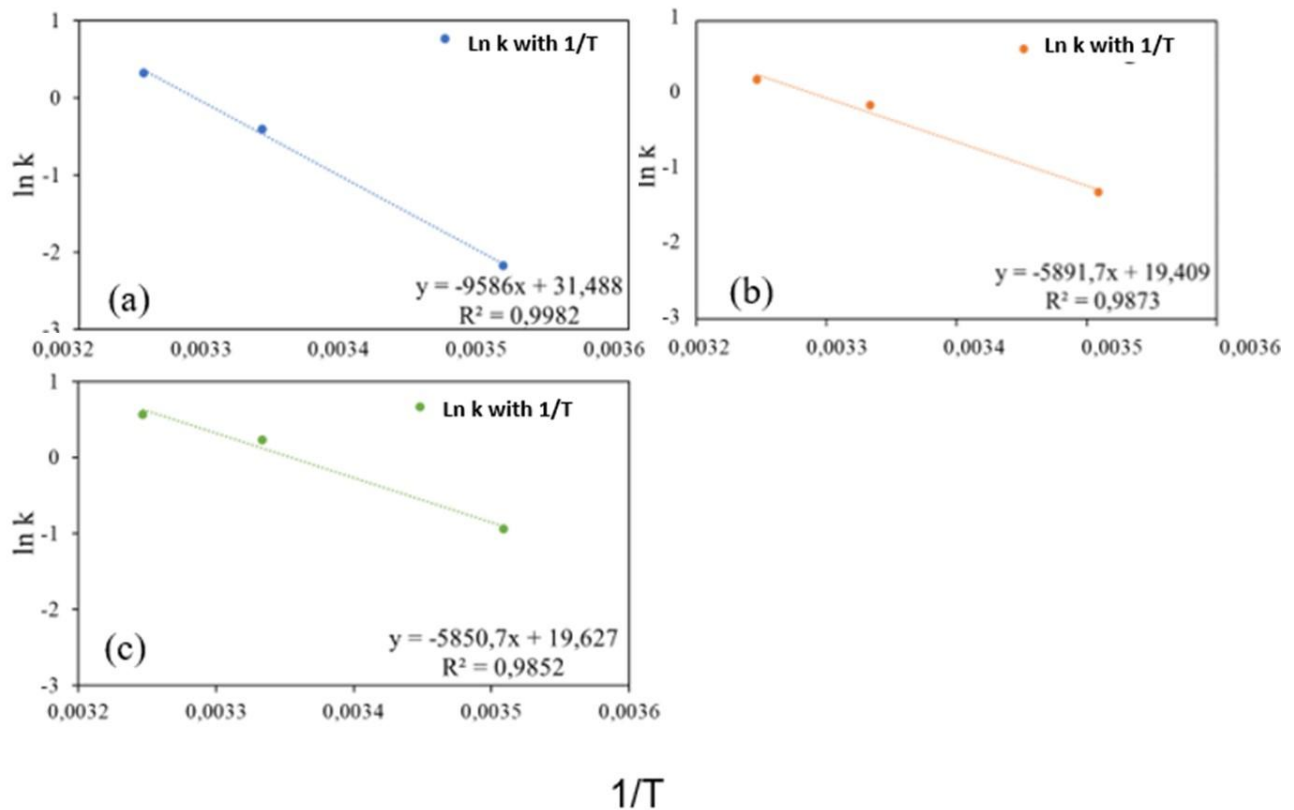 1
0
-1
-2
-3
ln k
Ln k with 1/T
(a)
y = -9586x + 31,488
R² = 0,9982
0,0032 0,0033 0,0034 0,0035 0,0036
1
0
-1
-2
-3
ln k
Ln k with 1/T
(b)
y = -5891,7x + 19,409
R² = 0,9873
0,0032 0,0033 0,0034 0,0035 0,0036
1
0
-1
-2
-3
ln k
Ln k with 1/T
(c)
y = -5850,7x + 19,627
R² = 0,9852
0,0032 0,0033 0,0034 0,0035 0,0036
1/T